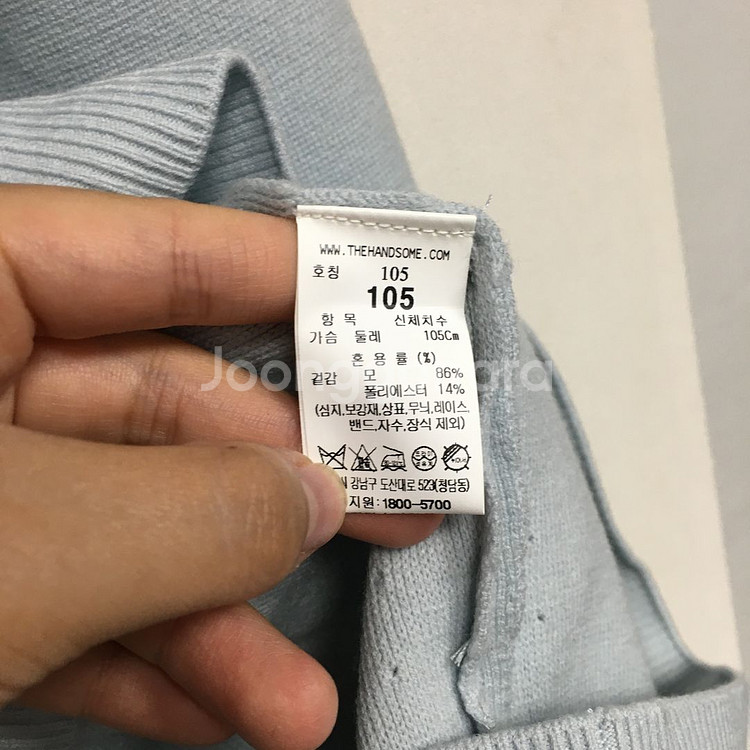 WWW.THEHANDSOME.COM
호칭 105
105
항 목 신체치수
가슴 둘레 105Cm
혼 용 률 (%)
겉감 모 86%
폴리에스터 14%
(심지,보강재,상표,무늬,레이스,
밴드,자수,장식 제외)
강남구 도산대로 523(청담동)
지원: 1800-5700